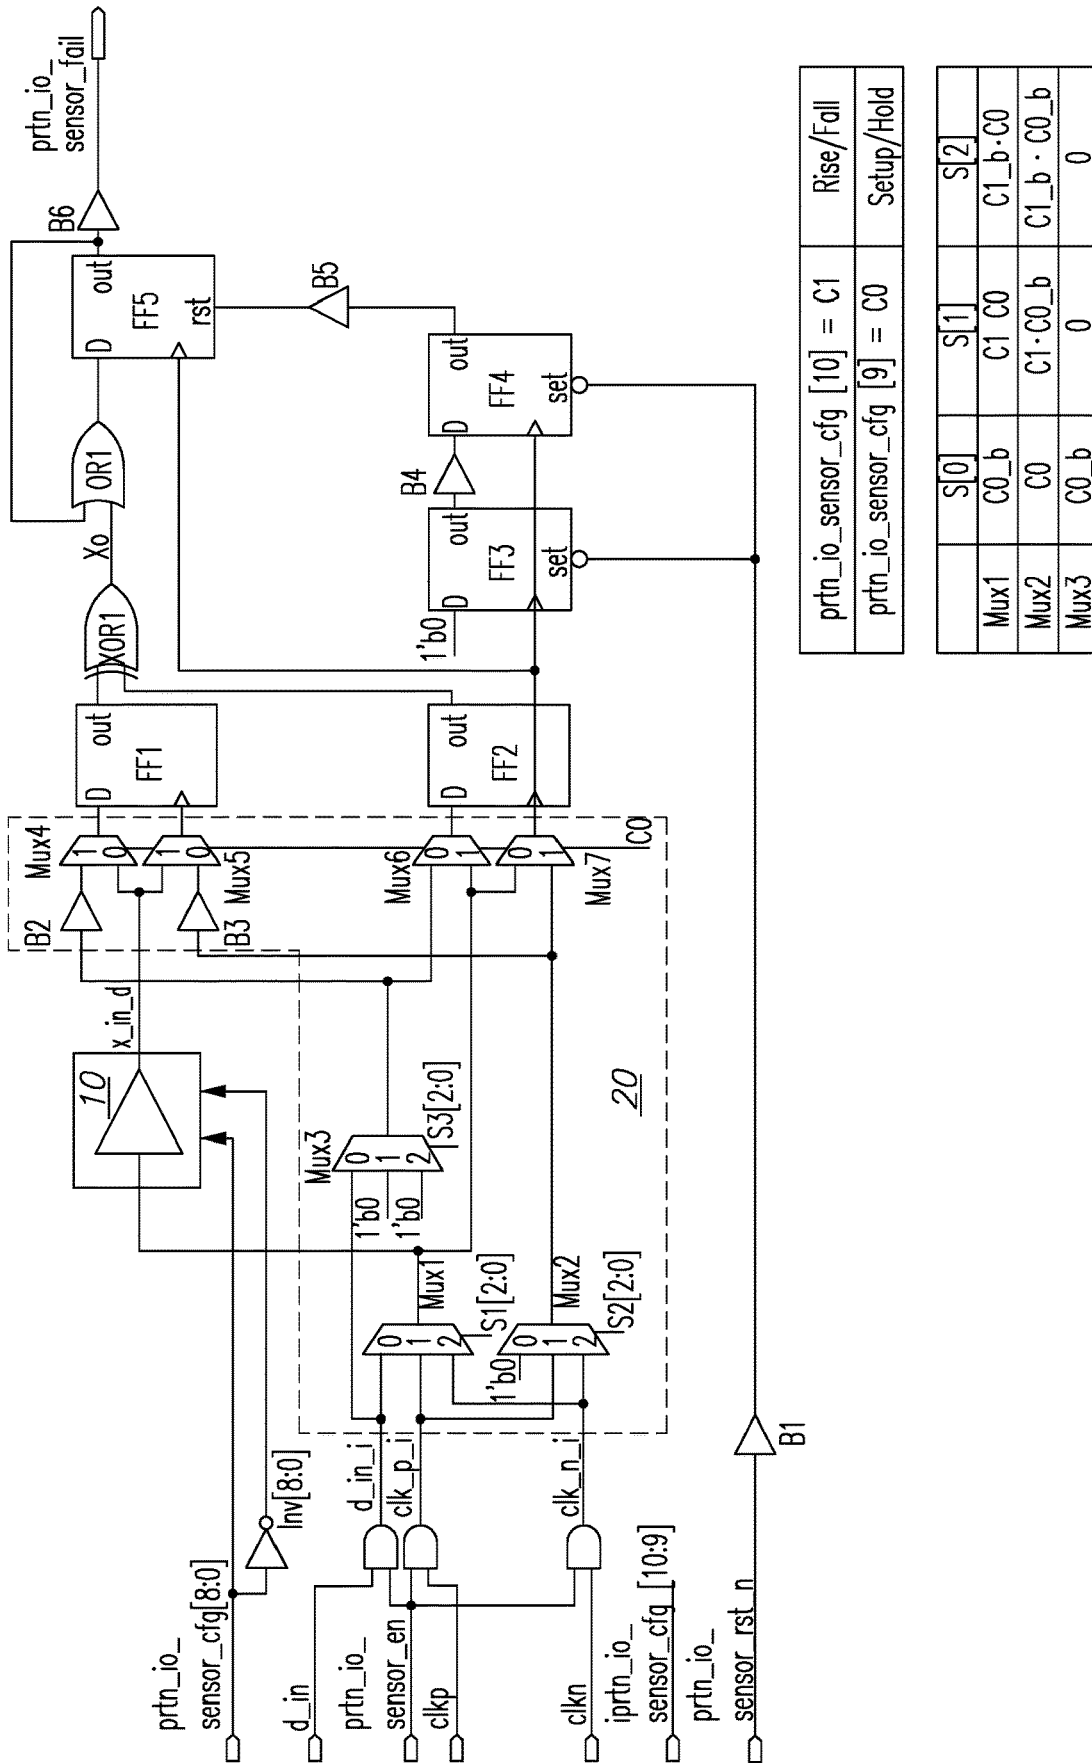 prtn_io_
sensor_cfg[8:0]
d_in
prtn_io_
sensor_en
clkp
clkn
iprtn_io_
sensor_cfg_[10:9]
prtn_io_
sensor_rst_n
Inv[8:0]
d_in_i
clk_p_i
clk_n_i
B1
0
1
2
Mux1
S1[2:0]
1'b0
0
1
2
Mux2
S2[2:0]
Mux3
1'b0
1'b0
0
1
2
S3[2:0]
20
10
x_in_d
B2
B3
Mux4
1
0
1
0
Mux5
Mux6
0
1
0
1
Mux7
C0
D
out
FF1
D
out
FF2
XOR1
Xo
OR1
1'b0
D
out
FF3
set
B4
D
out
FF4
set
B5
D
out
FF5
rst
B6
prtn_io_
sensor_fail
prtn_io_sensor_cfg [10] = C1 Rise/Fall
prtn_io_sensor_cfg [9] = C0 Setup/Hold
S[0] S[1] S[2]
Mux1 C0_b C1 C0 C1_b·C0
Mux2 C0 C1·C0_b C1_b · C0_b
Mux3 C0_b 0 0